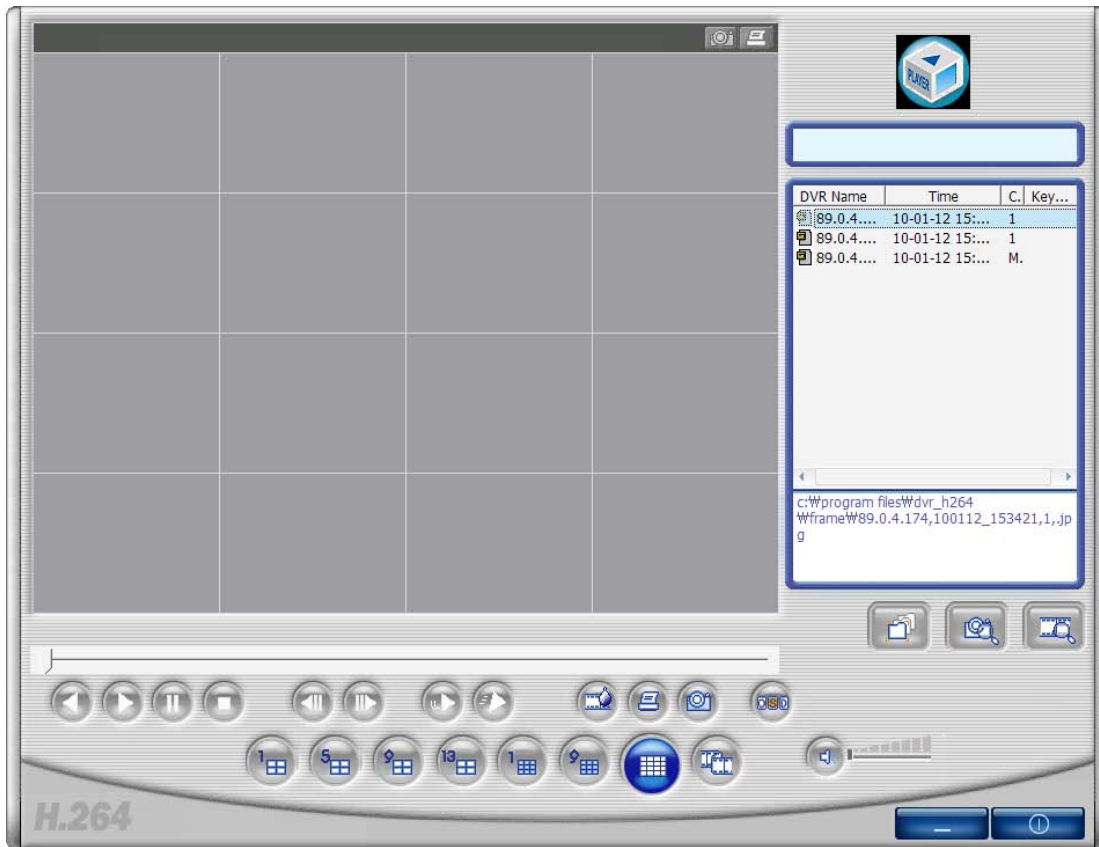 PLAYER
DVR Name Time C. Key...
89.0.4.... 10-01-12 15:... 1
89.0.4.... 10-01-12 15:... 1
89.0.4.... 10-01-12 15:... M.
c:₩program files₩dvr_h264
₩frame₩89.0.4.174,100112_153421,1,.jp
g
OSD
1 5 9 13 1 9
H.264